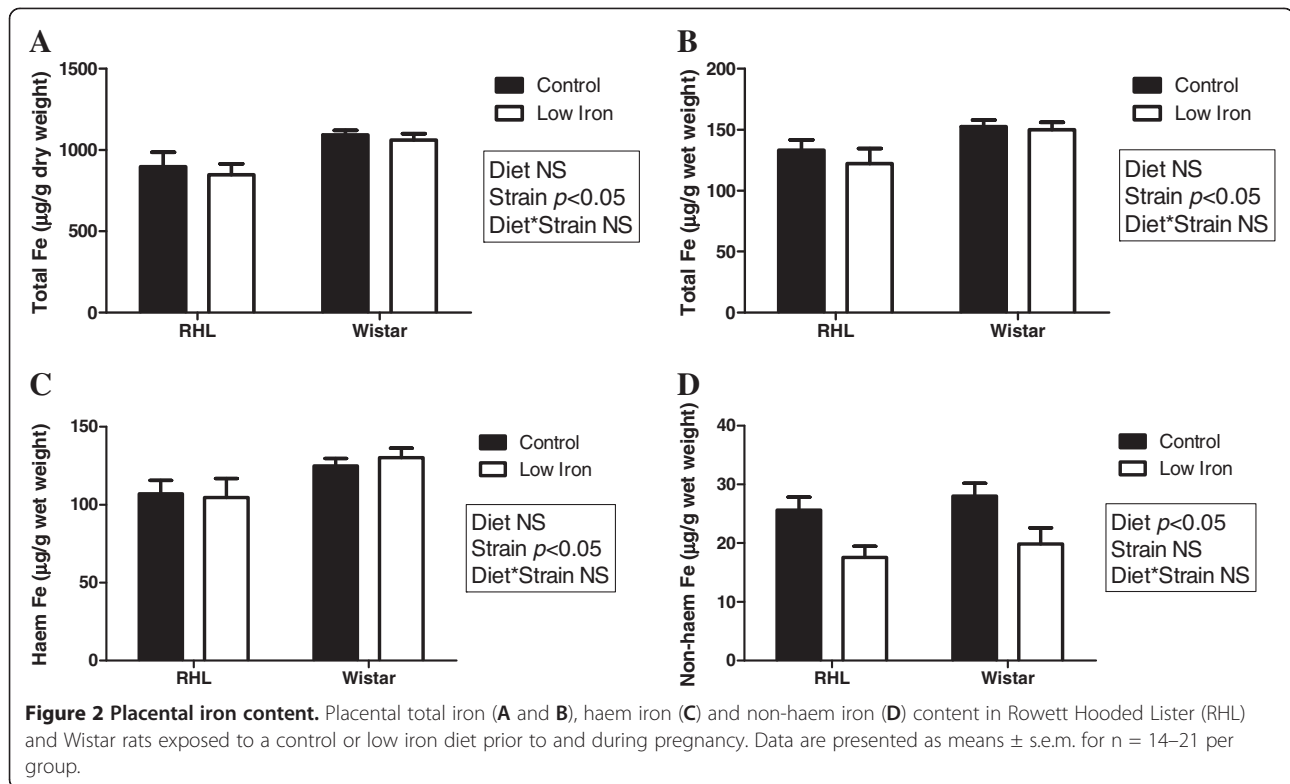 A
Total Fe (µg/g dry weight)
1500
1000
500
0
RHL
Wistar
Control
Low Iron
Diet NS
Strain p<0.05
Diet*Strain NS
B
Total Fe (µg/g wet weight)
200
150
100
50
0
RHL
Wistar
Control
Low Iron
Diet NS
Strain p<0.05
Diet*Strain NS
C
Haem Fe (µg/g wet weight)
150
100
50
0
RHL
Wistar
Control
Low Iron
Diet NS
Strain p<0.05
Diet*Strain NS
D
Non-haem Fe (µg/g wet weight)
40
30
20
10
0
RHL
Wistar
Control
Low Iron
Diet p<0.05
Strain NS
Diet*Strain NS
Figure 2 Placental iron content. Placental total iron (A and B), haem iron (C) and non-haem iron (D) content in Rowett Hooded Lister (RHL)
and Wistar rats exposed to a control or low iron diet prior to and during pregnancy. Data are presented as means ± s.e.m. for n = 14–21 per
group.